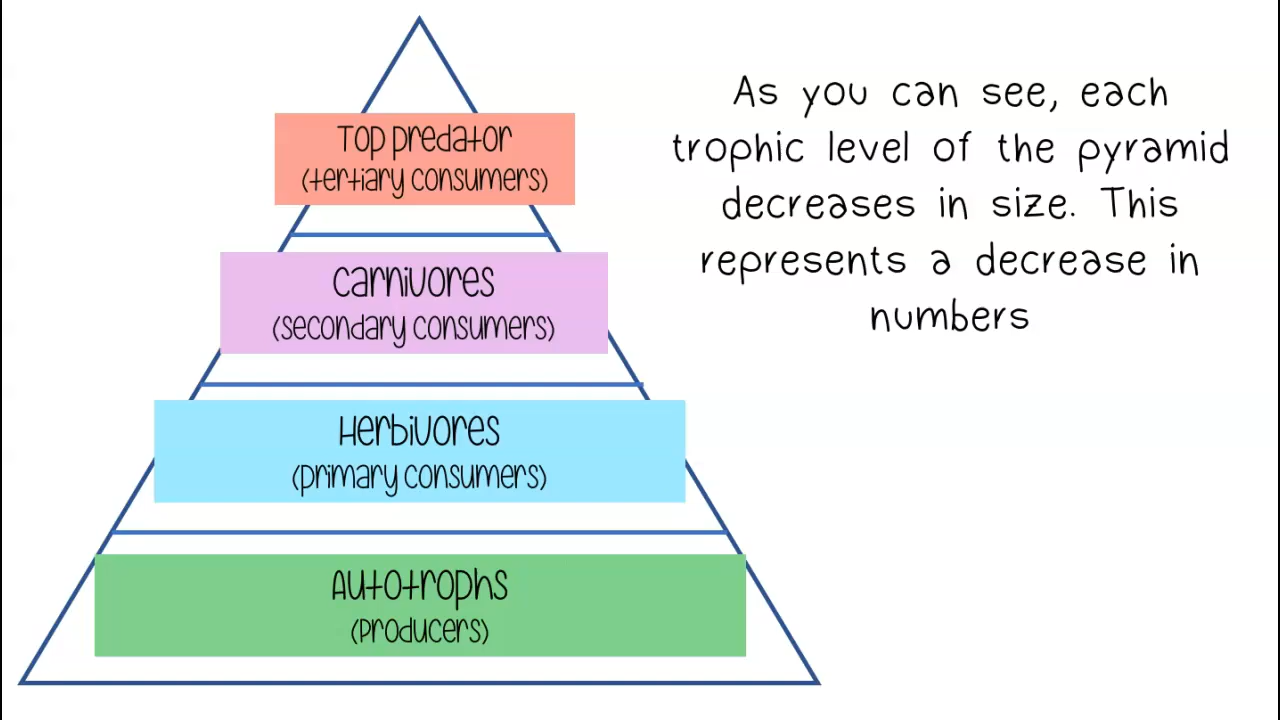 Top predator
(tertiary consumers)
Carnivores
(secondary consumers)
Herbivores
(primary consumers)
Autotrophs
(Producers)
As you can see, each
trophic level of the pyramid
decreases in size. This
represents a decrease in
numbers